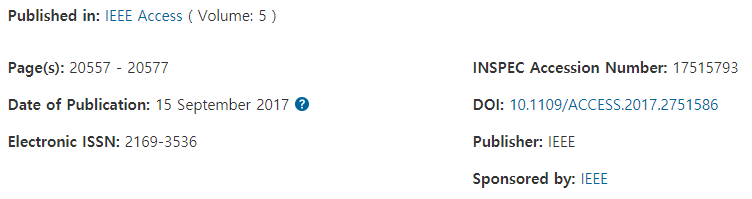 Published in: IEEE Access ( Volume: 5 )
Page(s): 20557 - 20577
INSPEC Accession Number: 17515793
Date of Publication: 15 September 2017 ?
DOI: 10.1109/ACCESS.2017.2751586
Electronic ISSN: 2169-3536
Publisher: IEEE
Sponsored by: IEEE